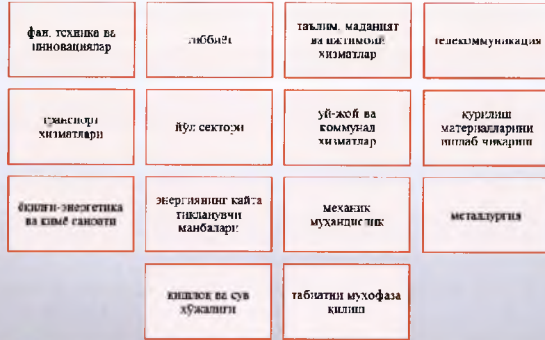 фан, техника ва
инновациялар
тиббиёт
таълим, маданият
ва ижтимоий
хизматлар
телекоммуникация
транспорт
хизматлари
йўл сектори
уй-жой ва
коммунал
хизматлар
қурилиш
материалларини
ишлаб чиқариш
ёқилғи-энергетика
ва кимё саноати
энергиянинг қайта
тикланувчи
манбалари
механик
муҳандислик
металлургия
қишлоқ ва сув
хўжалиги
табиатни муҳофаза
қилиш